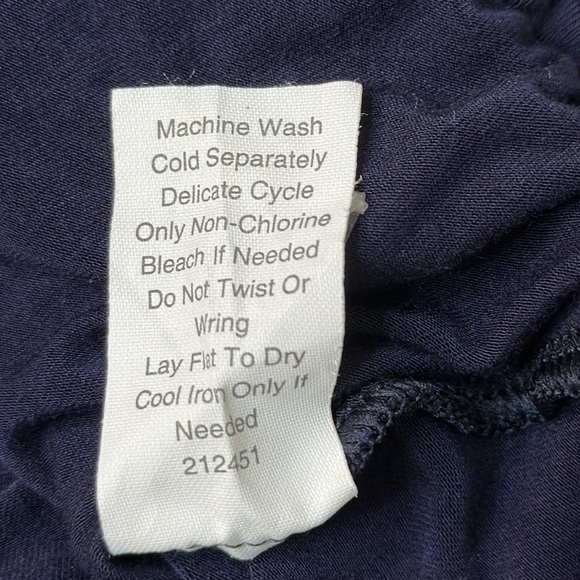 Machine Wash
Cold Separately
Delicate Cycle
Only Non-Chlorine
Bleach If Needed
Do Not Twist Or
Wring
Lay Flat To Dry
Cool Iron Only If
Needed
212451